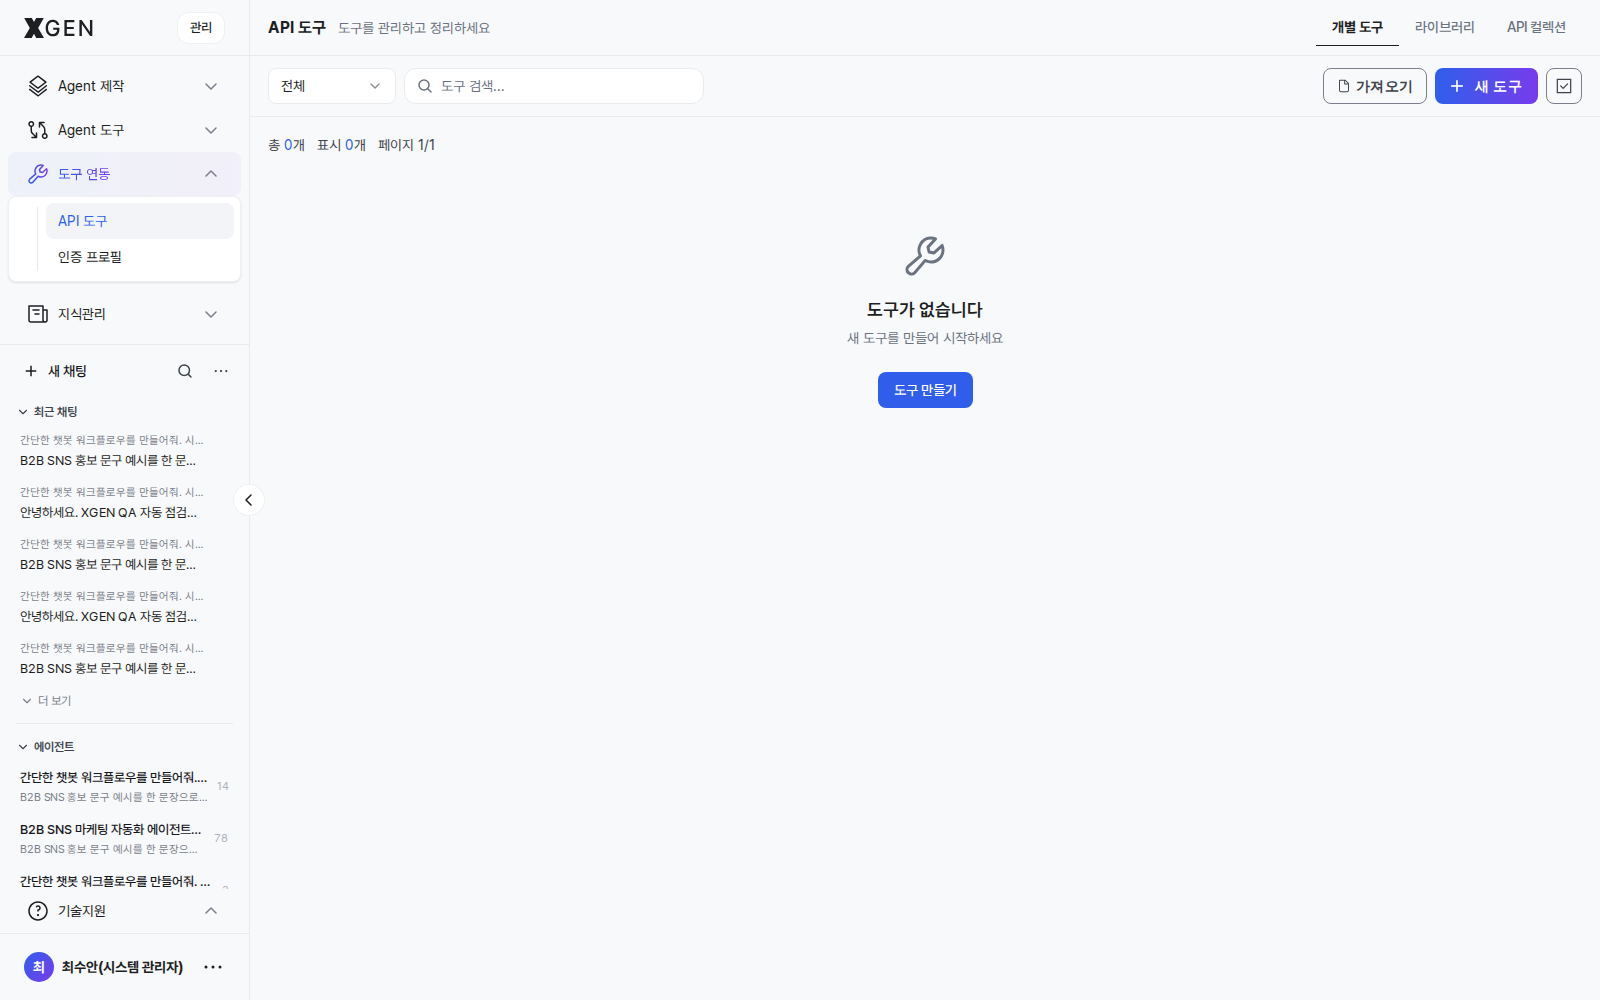 XGEN
관리
Agent 제작
Agent 도구
도구 연동
API 도구
인증 프로필
지식관리
새 채팅
최근 채팅
간단한 챗봇 워크플로우를 만들어줘. 시...
B2B SNS 홍보 문구 예시를 한 문...
간단한 챗봇 워크플로우를 만들어줘. 시...
안녕하세요. XGEN QA 자동 점검...
간단한 챗봇 워크플로우를 만들어줘. 시...
B2B SNS 홍보 문구 예시를 한 문...
간단한 챗봇 워크플로우를 만들어줘. 시...
안녕하세요. XGEN QA 자동 점검...
간단한 챗봇 워크플로우를 만들어줘. 시...
B2B SNS 홍보 문구 예시를 한 문...
더 보기
에이전트
간단한 챗봇 워크플로우를 만들어줘....
14
B2B SNS 홍보 문구 예시를 한 문장으로...
B2B SNS 마케팅 자동화 에이전트...
78
B2B SNS 홍보 문구 예시를 한 문장으...
간단한 챗봇 워크플로우를 만들어줘. ...
기술지원
최 최수안(시스템 관리자)
API 도구 도구를 관리하고 정리하세요
개별 도구 라이브러리 API 컬렉션
전체 도구 검색...
가져오기 새 도구
총 0개 표시 0개 페이지 1/1
도구가 없습니다
새 도구를 만들어 시작하세요
도구 만들기